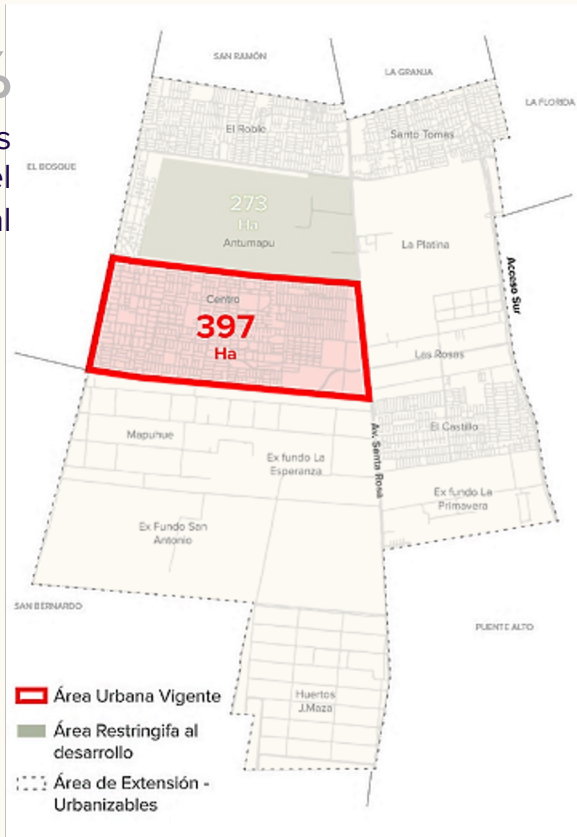 SAN RAMÓN
LA GRANJA
LA FLORIDA
El Roble
Santo Tomas
EL BOSQUE
273
Ha
Antumapu
La Platina
Acceso Sur
Centro
397
Ha
Las Rosas
Mapuhue
Av. Santa Rosa
El Castillo
Ex fundo La
Esperanza
Ex fundo La
Primavera
Ex Fundo San
Antonio
SAN BERNARDO
PUENTE ALTO
Huertos
J.Maza
Área Urbana Vigente
Área Restringifa al
desarrollo
Área de Extensión -
Urbanizables